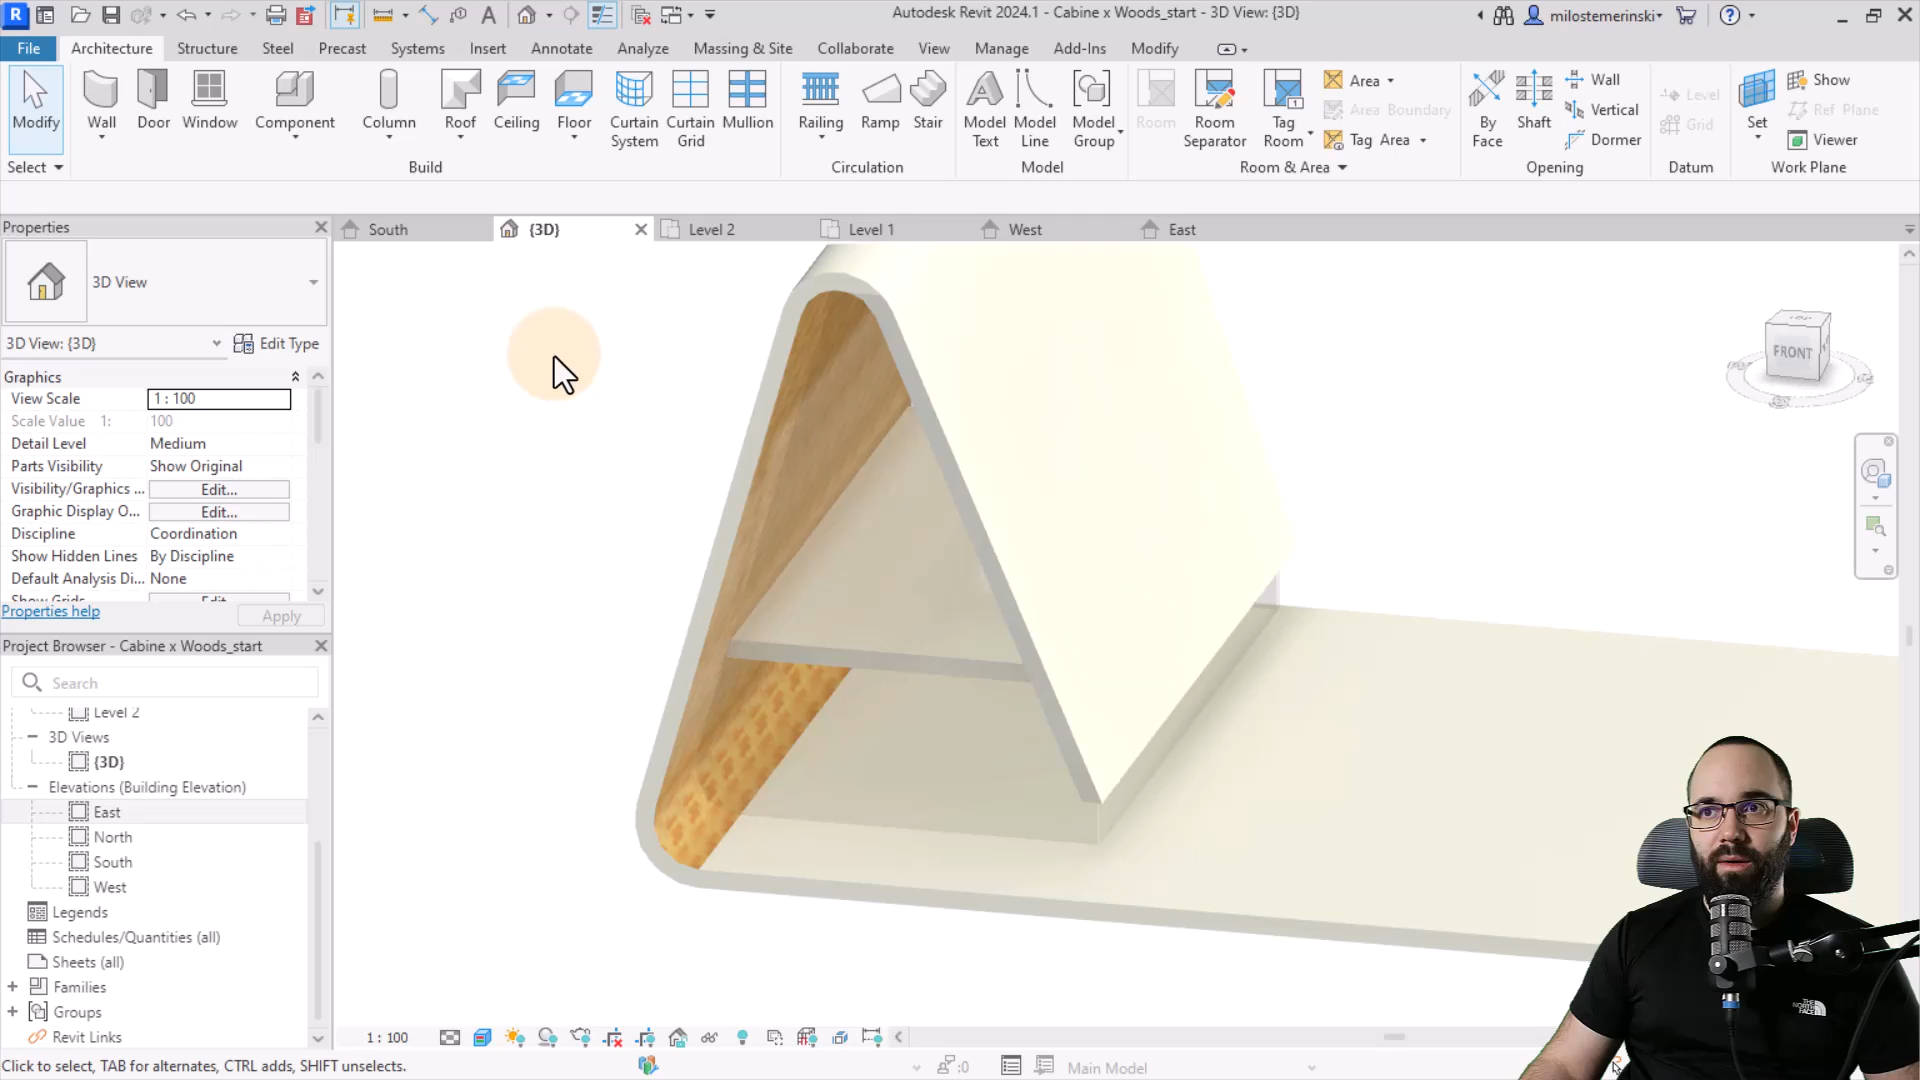 Autodesk Revit 2024.1 - Cabine x Woods_start - 3D View: {3D}
milostemerinski
File
Architecture
Structure
Steel
Precast
Systems
Insert
Annotate
Analyze
Massing & Site
Collaborate
View
Manage
Add-Ins
Modify
Modify
Wall
Door
Window
Component
Column
Roof
Ceiling
Floor
Curtain System
Curtain Grid
Mullion
Railing
Ramp
Stair
Model Text
Model Line
Model Group
Room
Room Separator
Tag Room
Area
Area Boundary
Tag Area
By Face
Shaft
Wall
Vertical
Dormer
Level
Grid
Set
Show
Ref Plane
Viewer
Select
Build
Circulation
Model
Room & Area
Opening
Datum
Work Plane
Properties
South
{3D}
Level 2
Level 1
West
East
3D View
3D View: {3D}
Edit Type
Graphics
View Scale 1 : 100
Scale Value 1: 100
Detail Level Medium
Parts Visibility Show Original
Visibility/Graphics ... Edit...
Graphic Display O... Edit...
Discipline Coordination
Show Hidden Lines By Discipline
Default Analysis Di... None
Show Grids Edit...
Properties help
Apply
Project Browser - Cabine x Woods_start
Search
Level 2
3D Views
{3D}
Elevations (Building Elevation)
East
North
South
West
Legends
Schedules/Quantities (all)
Sheets (all)
Families
Groups
Revit Links
FRONT
TOP
THE NORTH FACE
1 : 100
Click to select, TAB for alternates, CTRL adds, SHIFT unselects.
:0
Main Model